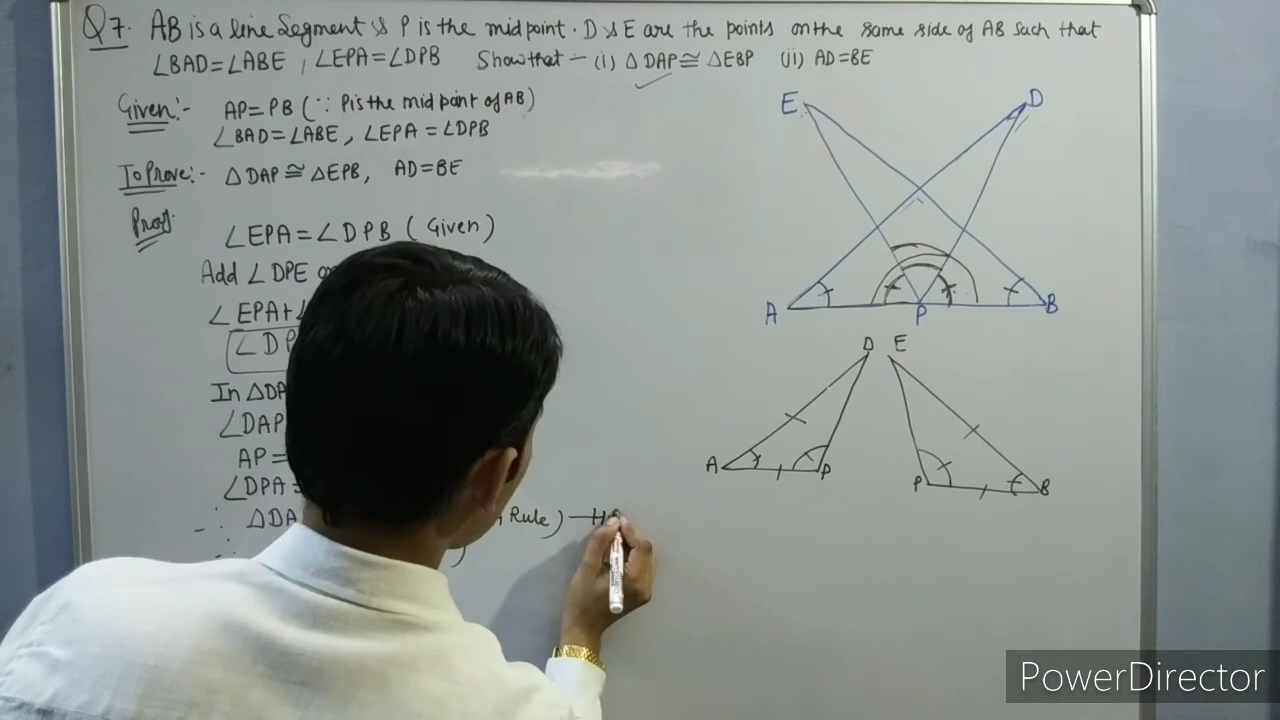 Q7. AB is a line Segment & P is the midpoint. D & E are the points on the same side of AB such that
∠BAD=∠ABE, ∠EPA=∠DPB Show that – (i) △DAP≅△EBP (ii) AD=BE
Given:- AP=PB (∵ P is the mid point of AB)
∠BAD=∠ABE, ∠EPA=∠DPB
To Prove:- △DAP≅△EPB, AD=BE
Proof:
∠EPA=∠DPB (Given)
Add ∠DPE
∠EPA+
∠DP
In △DA
∠DAP
AP=
∠DPA=
∴ △DA Rule) — H
∴ )
E D
A P B
D E
A P P B
PowerDirector